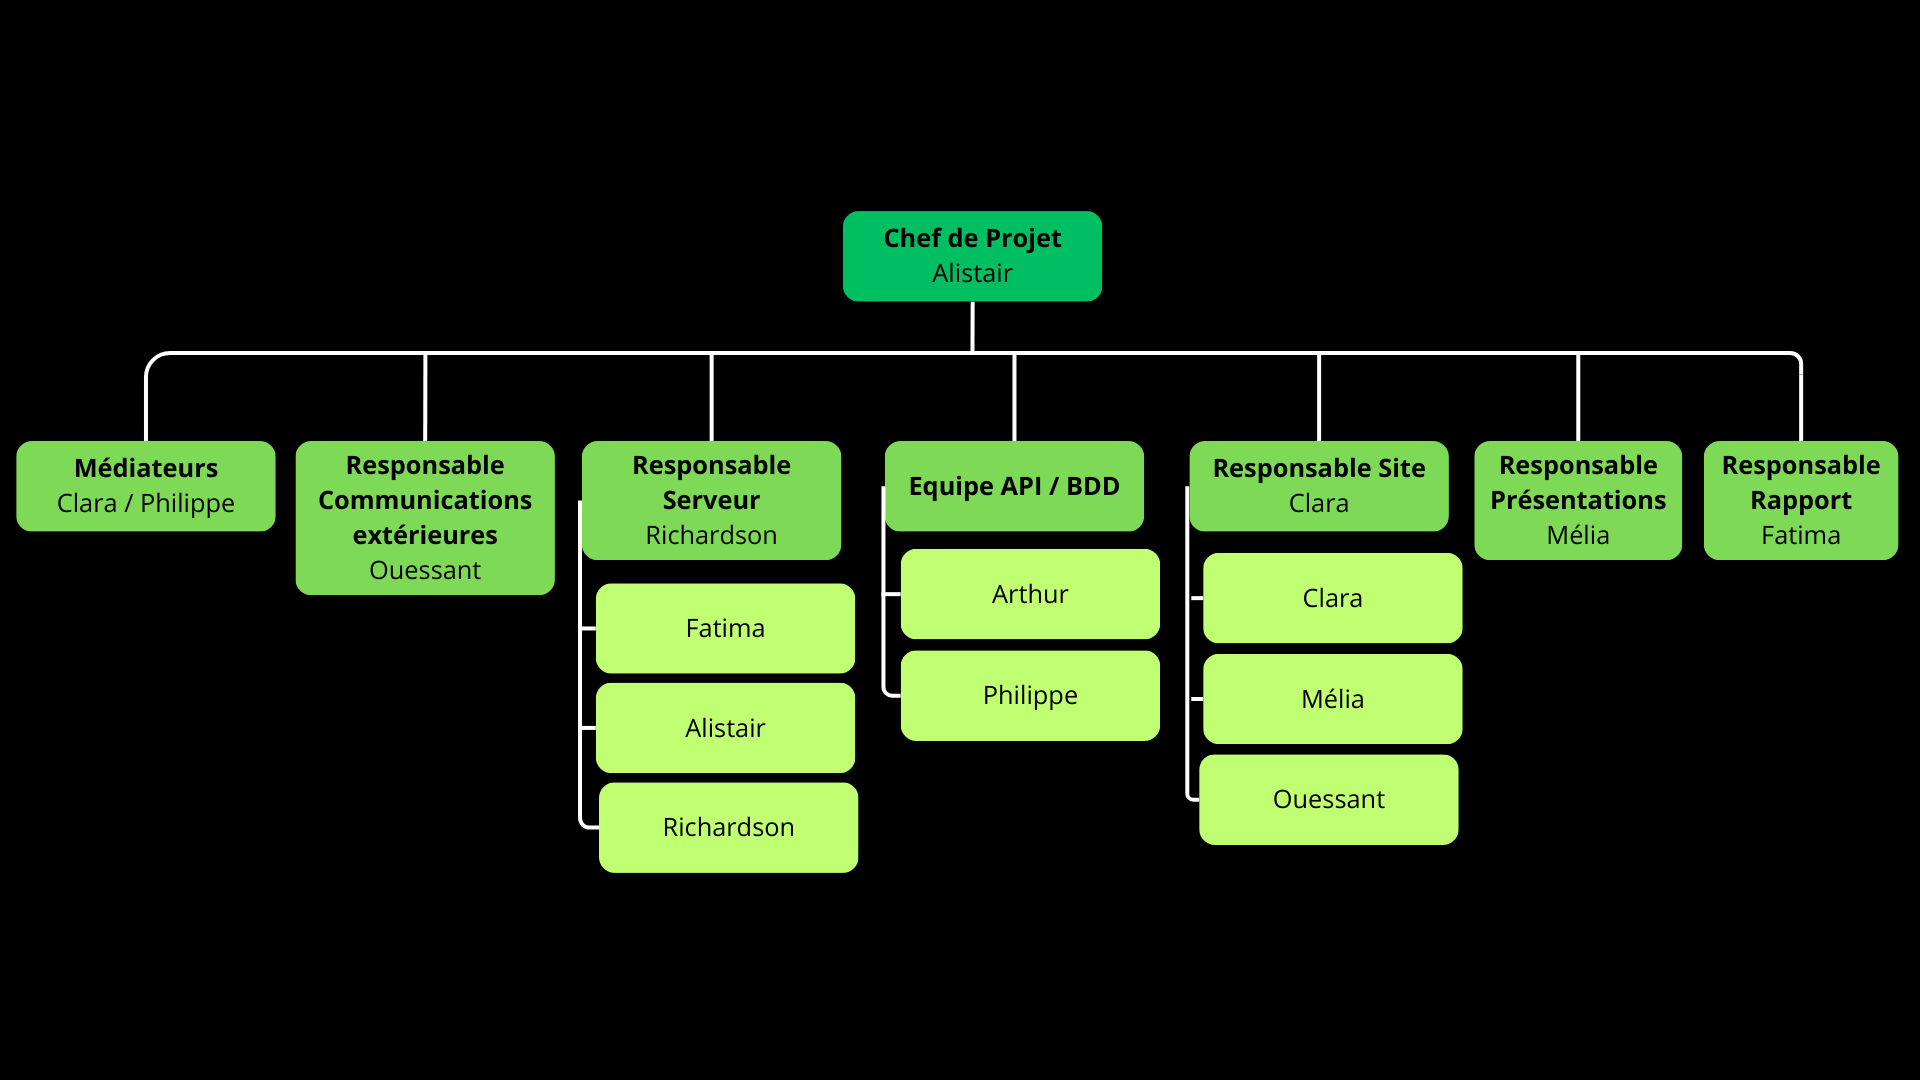 Chef de Projet
Alistair
Médiateurs
Clara / Philippe
Responsable
Communications
extérieures
Ouessant
Responsable
Serveur
Richardson
Fatima
Alistair
Richardson
Equipe API / BDD
Arthur
Philippe
Responsable Site
Clara
Clara
Mélia
Ouessant
Responsable
Présentations
Mélia
Responsable
Rapport
Fatima